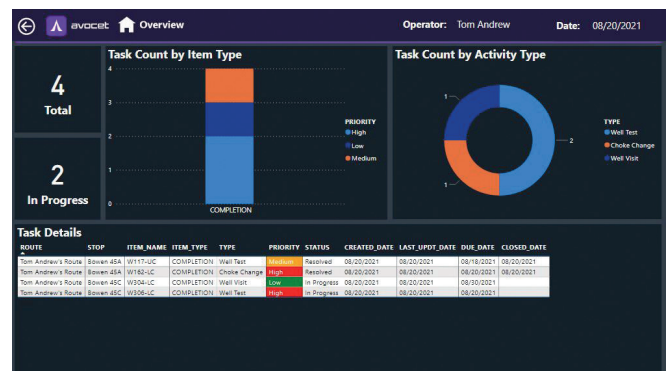 avocet Overview Operator: Tom Andrew Date: 08/20/2021
4
Total
2
In Progress
Task Count by Item Type
4
3
2
1
0
COMPLETION
PRIORITY
High
Low
Medium
Task Count by Activity Type
1
2
1
TYPE
Well Test
Choke Change
Well Visit
Task Details
ROUTE STOP ITEM_NAME ITEM_TYPE TYPE PRIORITY STATUS CREATED_DATE LAST_UPDT_DATE DUE_DATE CLOSED_DATE
Tom Andrew's Route Bowen 45A W117-UC COMPLETION Well Test Medium Resolved 08/20/2021 08/20/2021 08/18/2021 08/20/2021
Tom Andrew's Route Bowen 45A W162-LC COMPLETION Choke Change High Resolved 08/20/2021 08/20/2021 08/20/2021 08/20/2021
Tom Andrew's Route Bowen 45C W304-LC COMPLETION Well Visit Low In Progress 08/20/2021 08/20/2021 08/30/2021
Tom Andrew's Route Bowen 45C W306-LC COMPLETION Well Test High In Progress 08/20/2021 08/20/2021 08/20/2021